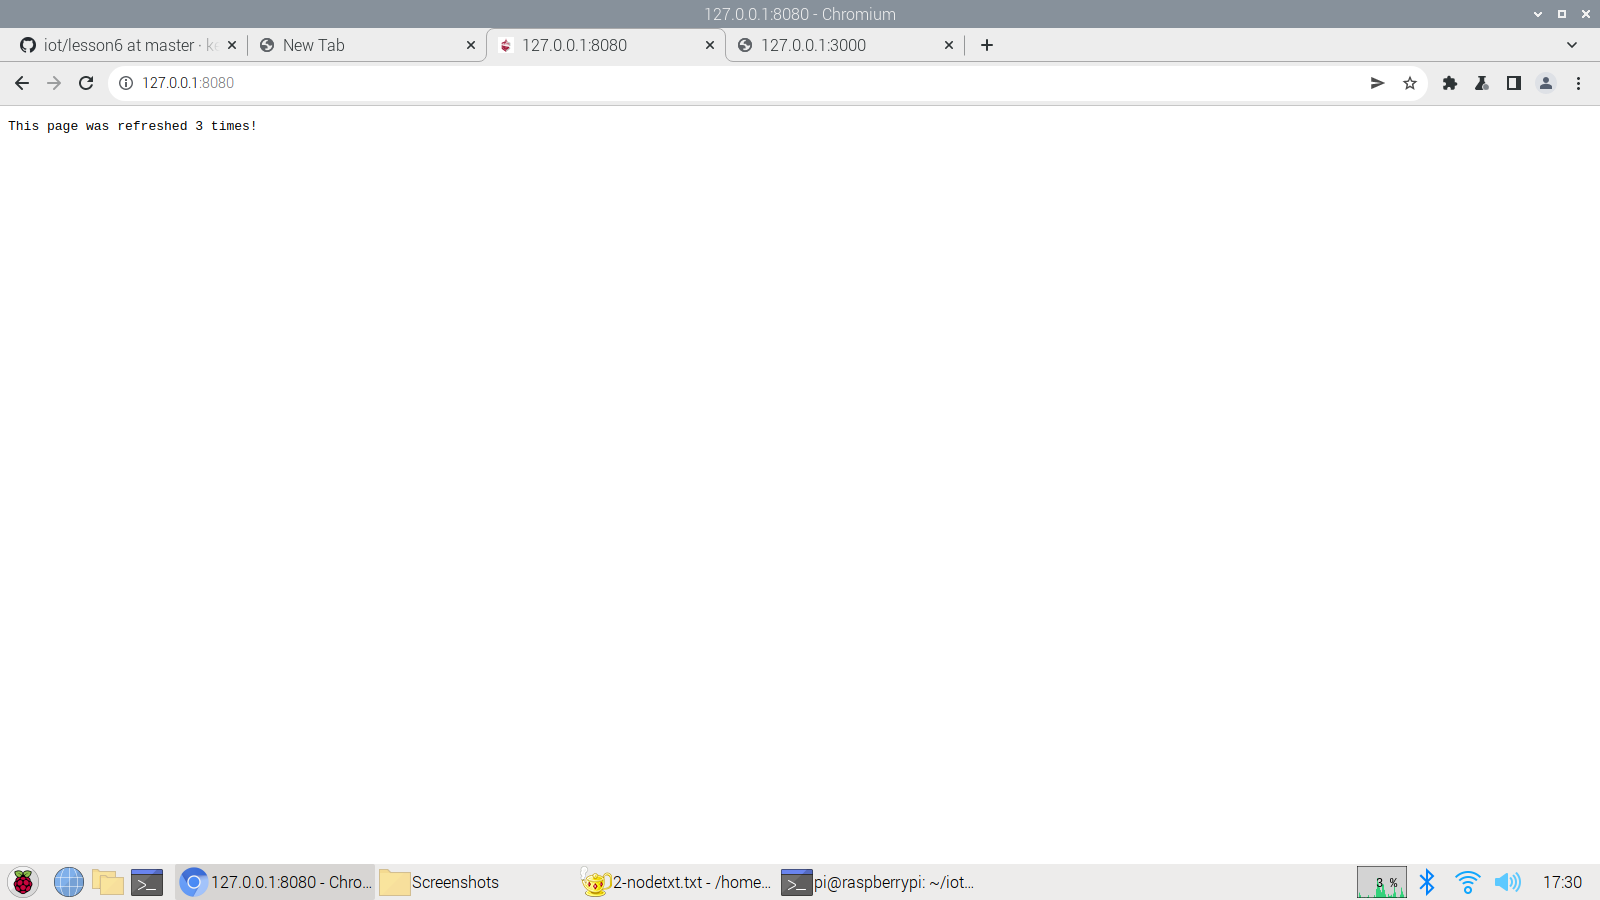 127.0.0.1:8080 - Chromium
iot/lesson6 at master · ke
New Tab
127.0.0.1:8080
127.0.0.1:3000
127.0.0.1:8080
This page was refreshed 3 times!
127.0.0.1:8080 - Chro...
Screenshots
2-nodetxt.txt - /home...
pi@raspberrypi: ~/iot...
3 %
17:30